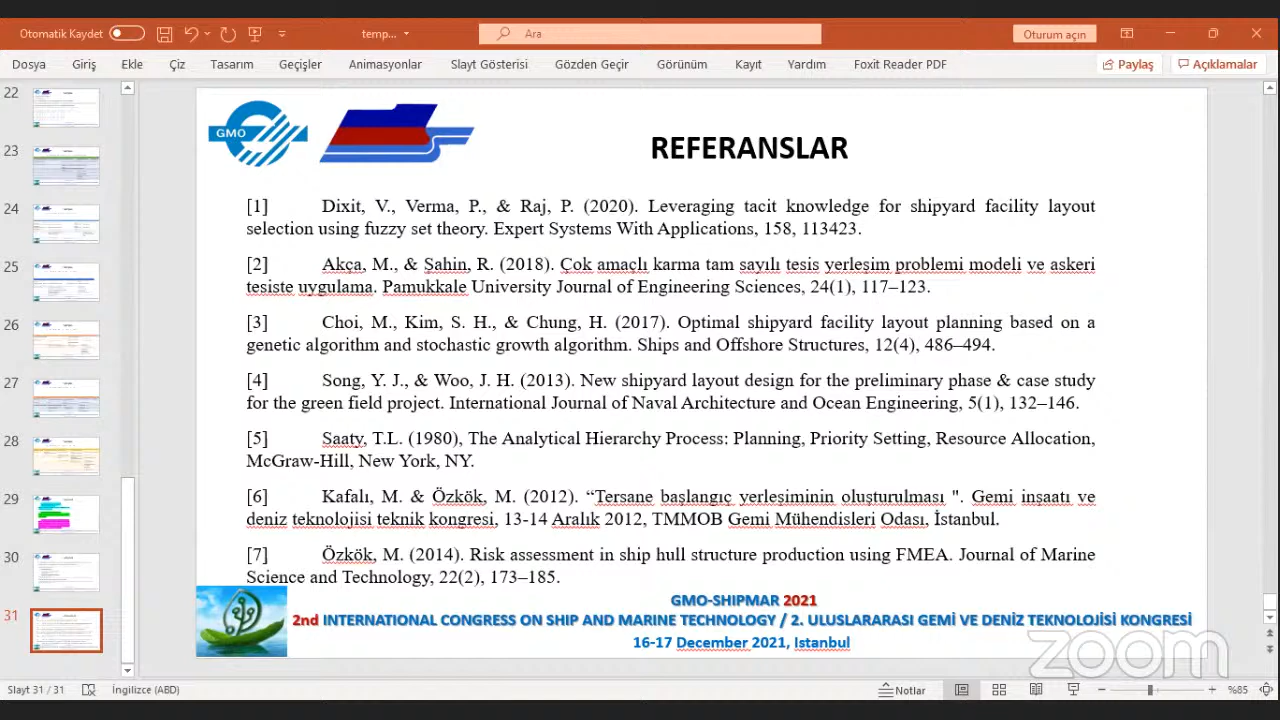 Otomatik Kaydet
temp...
Ara
Oturum açın
Dosya Giriş Ekle Çiz Tasarım Geçişler Animasyonlar Slayt Gösterisi Gözden Geçir Görünüm Kayıt Yardım Foxit Reader PDF Paylaş Açıklamalar
22
23
24
25
26
27
28
29
30
31
GMO
REFERANSLAR
[1] Dixit, V., Verma, P., & Raj, P. (2020). Leveraging tacit knowledge for shipyard facility layout
selection using fuzzy set theory. Expert Systems With Applications, 158, 113423.
[2] Akça, M., & Şahin, R. (2018). Çok amaçlı karma tam sayılı tesis yerleşim problemi modeli ve askeri
tesiste uygulama. Pamukkale University Journal of Engineering Sciences, 24(1), 117–123.
[3] Choi, M., Kim, S. H., & Chung, H. (2017). Optimal shipyard facility layout planning based on a
genetic algorithm and stochastic growth algorithm. Ships and Offshore Structures, 12(4), 486–494.
[4] Song, Y. J., & Woo, J. H. (2013). New shipyard layout design for the preliminary phase & case study
for the green field project. International Journal of Naval Architecture and Ocean Engineering, 5(1), 132–146.
[5] Saaty, T.L. (1980), The Analytical Hierarchy Process: Planning, Priority Setting, Resource Allocation,
McGraw-Hill, New York, NY.
[6] Kafalı, M. & Özkök, M. (2012). “Tersane başlangıç yerleşiminin oluşturulması ". Gemi inşaatı ve
deniz teknolojisi teknik kongresi 13-14 Aralık 2012, TMMOB Gemi Mühendisleri Odası, İstanbul.
[7] Özkök, M. (2014). Risk assessment in ship hull structure production using FMEA. Journal of Marine
Science and Technology, 22(2), 173–185.
GMO-SHIPMAR 2021
2nd INTERNATIONAL CONGRESS ON SHIP AND MARINE TECHNOLOGY / 2. ULUSLARARASI GEMİ VE DENİZ TEKNOLOJİSİ KONGRESİ
16-17 December 2021, İstanbul
zoom
Slayt 31 / 31 İngilizce (ABD) Notlar %85